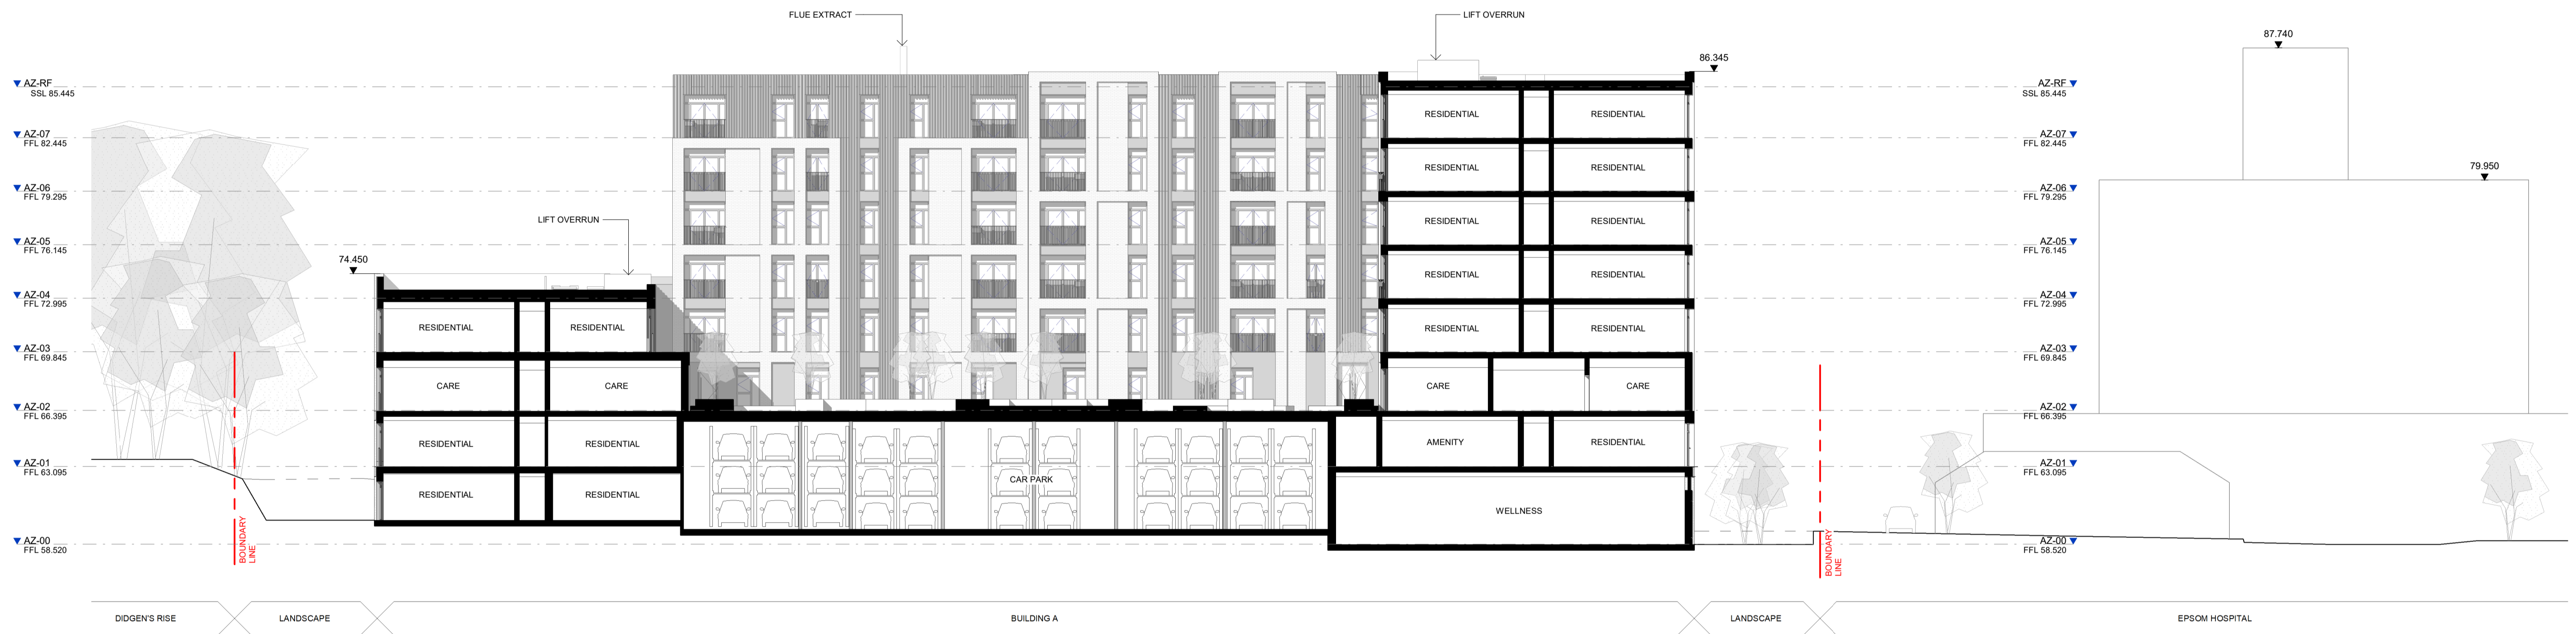 FLUE EXTRACT
LIFT OVERRUN
87.740
86.345
AZ-RF
SSL 85.445
AZ-RF
SSL 85.445
RESIDENTIAL
RESIDENTIAL
AZ-07
FFL 82.445
AZ-07
FFL 82.445
RESIDENTIAL
RESIDENTIAL
79.950
AZ-06
FFL 79.295
AZ-06
FFL 79.295
LIFT OVERRUN
RESIDENTIAL
RESIDENTIAL
AZ-05
FFL 76.145
AZ-05
FFL 76.145
74.450
RESIDENTIAL
RESIDENTIAL
AZ-04
FFL 72.995
AZ-04
FFL 72.995
RESIDENTIAL
RESIDENTIAL
RESIDENTIAL
RESIDENTIAL
AZ-03
FFL 69.845
AZ-03
FFL 69.845
CARE
CARE
CARE
CARE
AZ-02
FFL 66.395
AZ-02
FFL 66.395
RESIDENTIAL
RESIDENTIAL
AMENITY
RESIDENTIAL
AZ-01
FFL 63.095
AZ-01
FFL 63.095
CAR PARK
RESIDENTIAL
RESIDENTIAL
WELLNESS
AZ-00
FFL 58.520
BOUNDARY
LINE
BOUNDARY
LINE
AZ-00
FFL 58.520
DIDGEN'S RISE
LANDSCAPE
BUILDING A
LANDSCAPE
EPSOM HOSPITAL